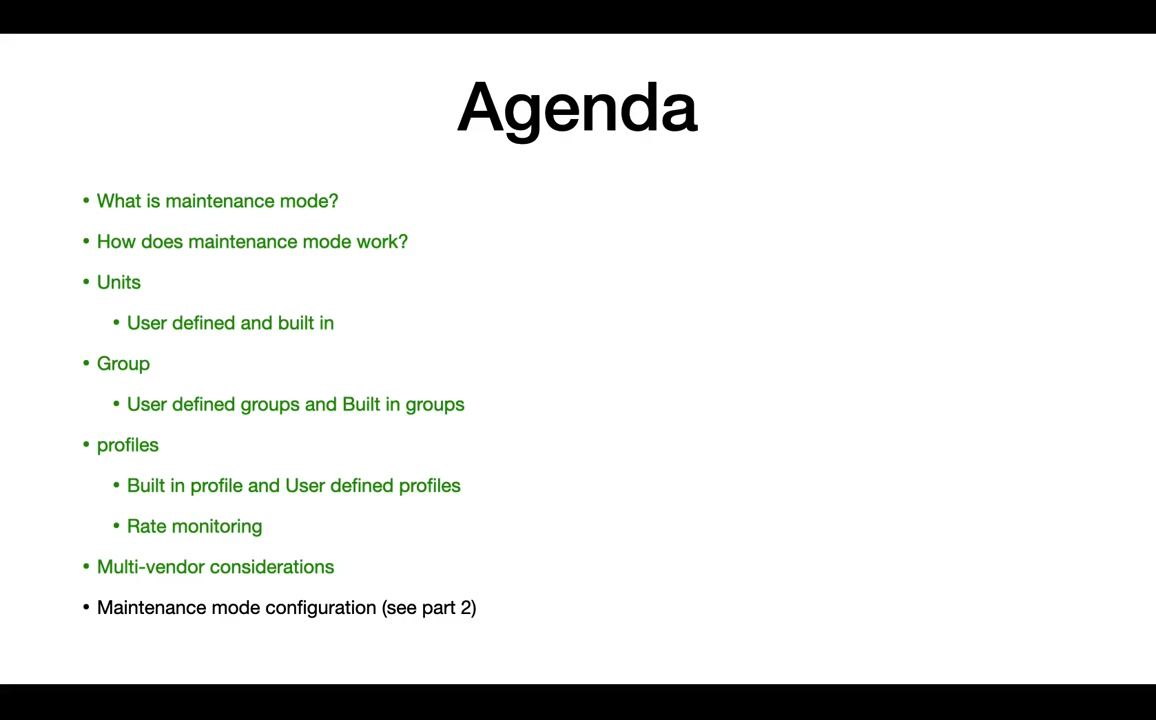 Agenda
• What is maintenance mode?
• How does maintenance mode work?
• Units
• User defined and built in
• Group
• User defined groups and Built in groups
• profiles
• Built in profile and User defined profiles
• Rate monitoring
• Multi-vendor considerations
• Maintenance mode configuration (see part 2)